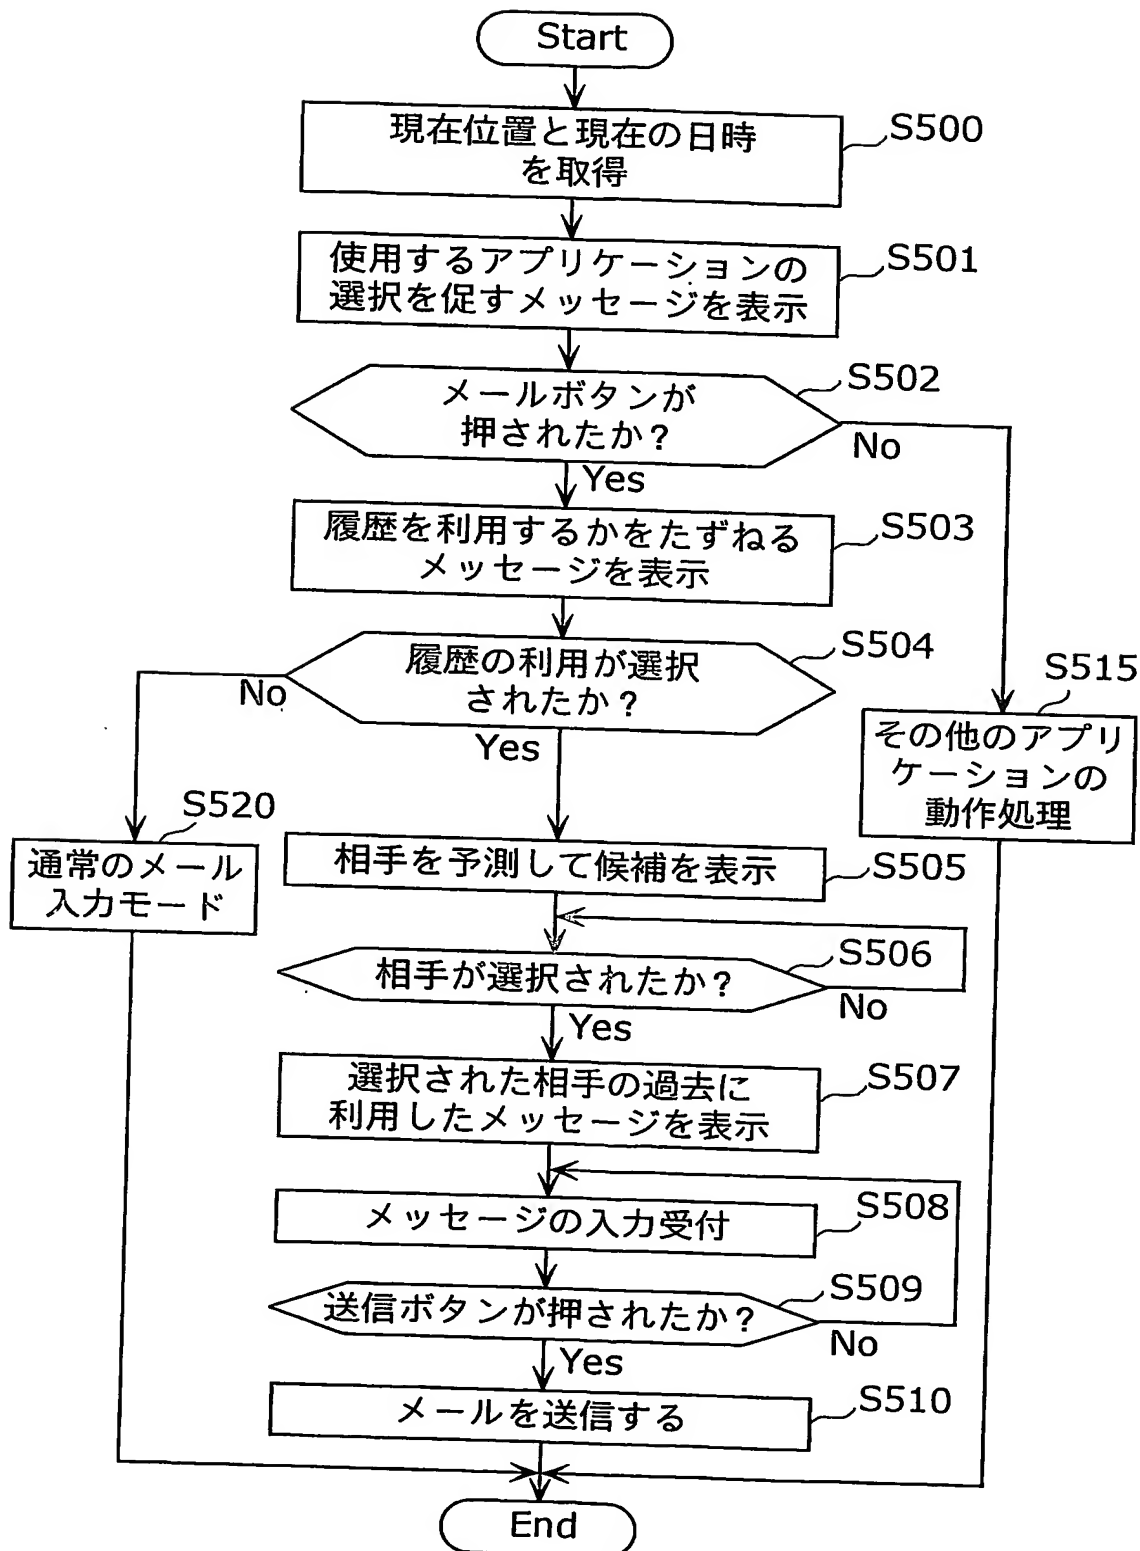 Start
現在位置と現在の日時
を取得
S500
使用するアプリケーションの
選択を促すメッセージを表示
S501
メールボタンが
押されたか？
S502
No
Yes
履歴を利用するかをたずねる
メッセージを表示
S503
履歴の利用が選択
されたか？
S504
No
Yes
S515
その他のアプリ
ケーションの
動作処理
S520
通常のメール
入力モード
相手を予測して候補を表示
S505
相手が選択されたか？
S506
No
Yes
選択された相手の過去に
利用したメッセージを表示
S507
メッセージの入力受付
S508
送信ボタンが押されたか？
S509
No
Yes
メールを送信する
S510
End